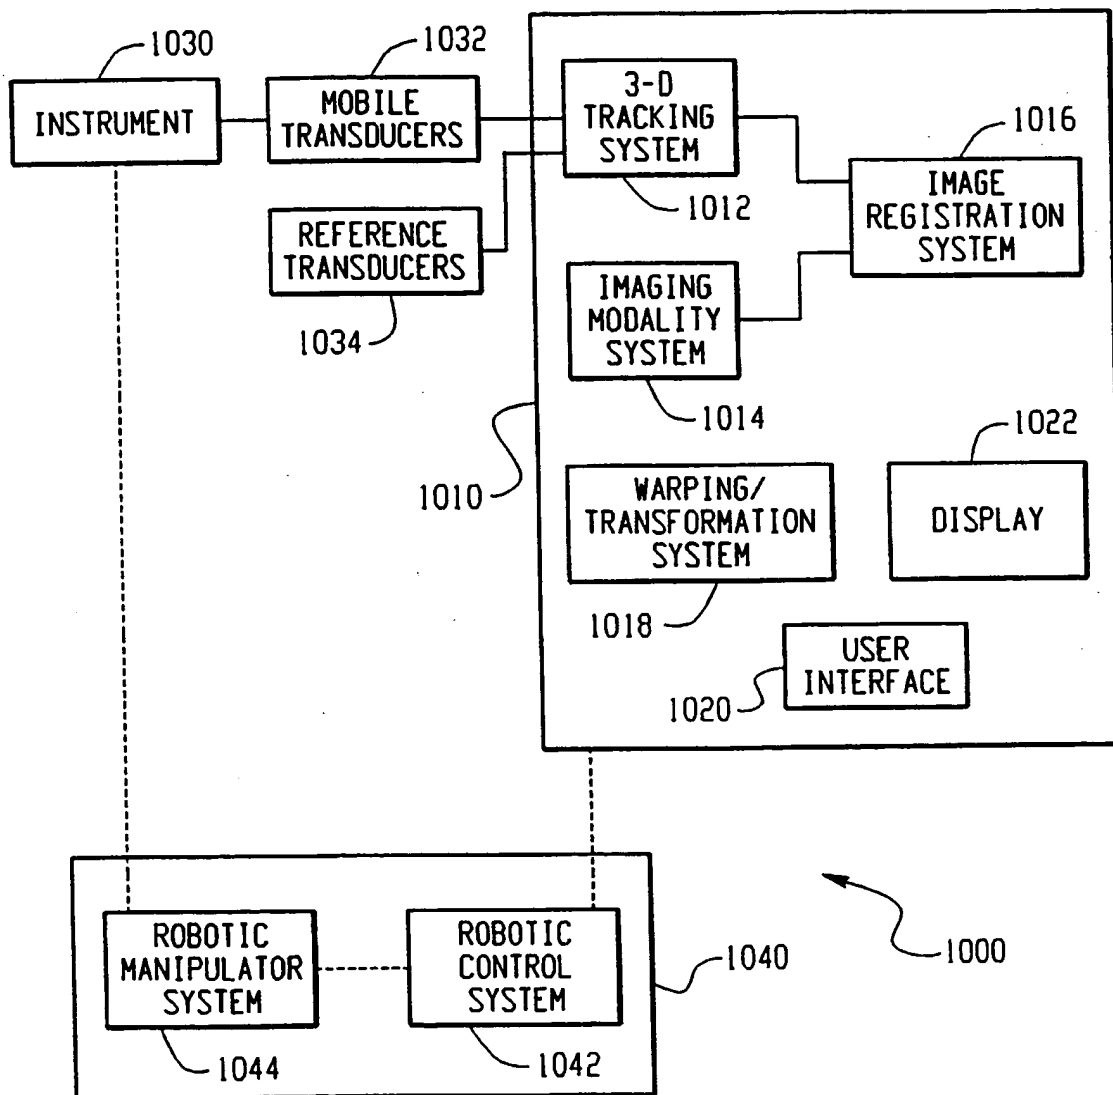 1030
INSTRUMENT
1032
MOBILE
TRANSDUCERS
REFERENCE
TRANSDUCERS
1034
3-D
TRACKING
SYSTEM
1012
1016
IMAGE
REGISTRATION
SYSTEM
IMAGING
MODALITY
SYSTEM
1014
1010
WARPING/
TRANSFORMATION
SYSTEM
1018
1022
DISPLAY
USER
INTERFACE
1020
ROBOTIC
MANIPULATOR
SYSTEM
1044
ROBOTIC
CONTROL
SYSTEM
1042
1040
1000